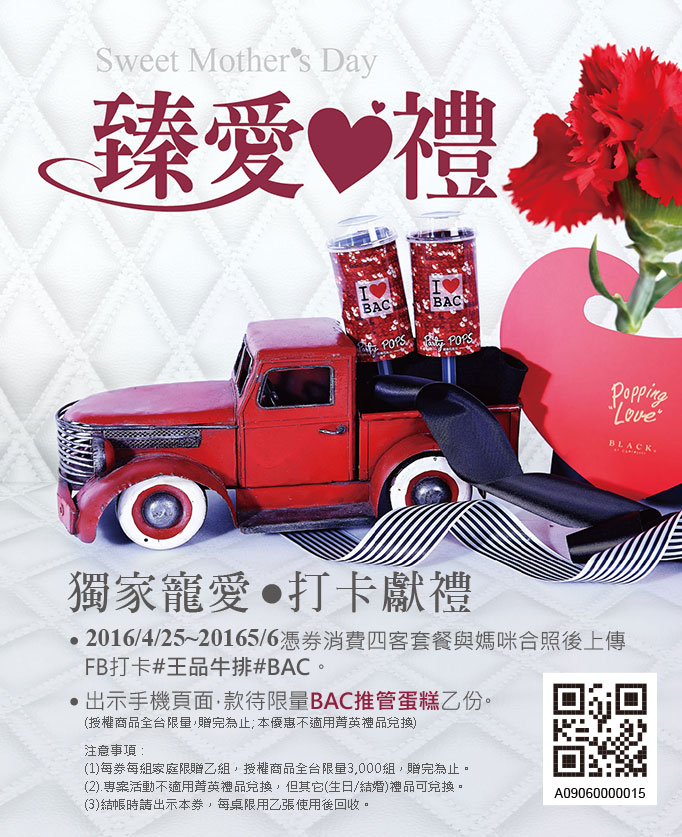 Sweet Mother's Day
臻愛禮
I BAC
Party POPS
I BAC
Party POPS
"Popping
Love"
BLACK
獨家寵愛●打卡獻禮
• 2016/4/25~20165/6憑券消費四客套餐與媽咪合照後上傳
FB打卡#王品牛排#BAC。
• 出示手機頁面,款待限量BAC推管蛋糕乙份。
(授權商品全台限量,贈完為止;本優惠不適用菁英禮品兌換)
注意事項:
(1)每券每組家庭限贈乙組，授權商品全台限量3,000組，贈完為止。
(2).專案活動不適用菁英禮品兌換，但其它(生日/結婚)禮品可兌換。
(3)結帳時請出示本券，每桌限用乙張使用後回收。
A09060000015